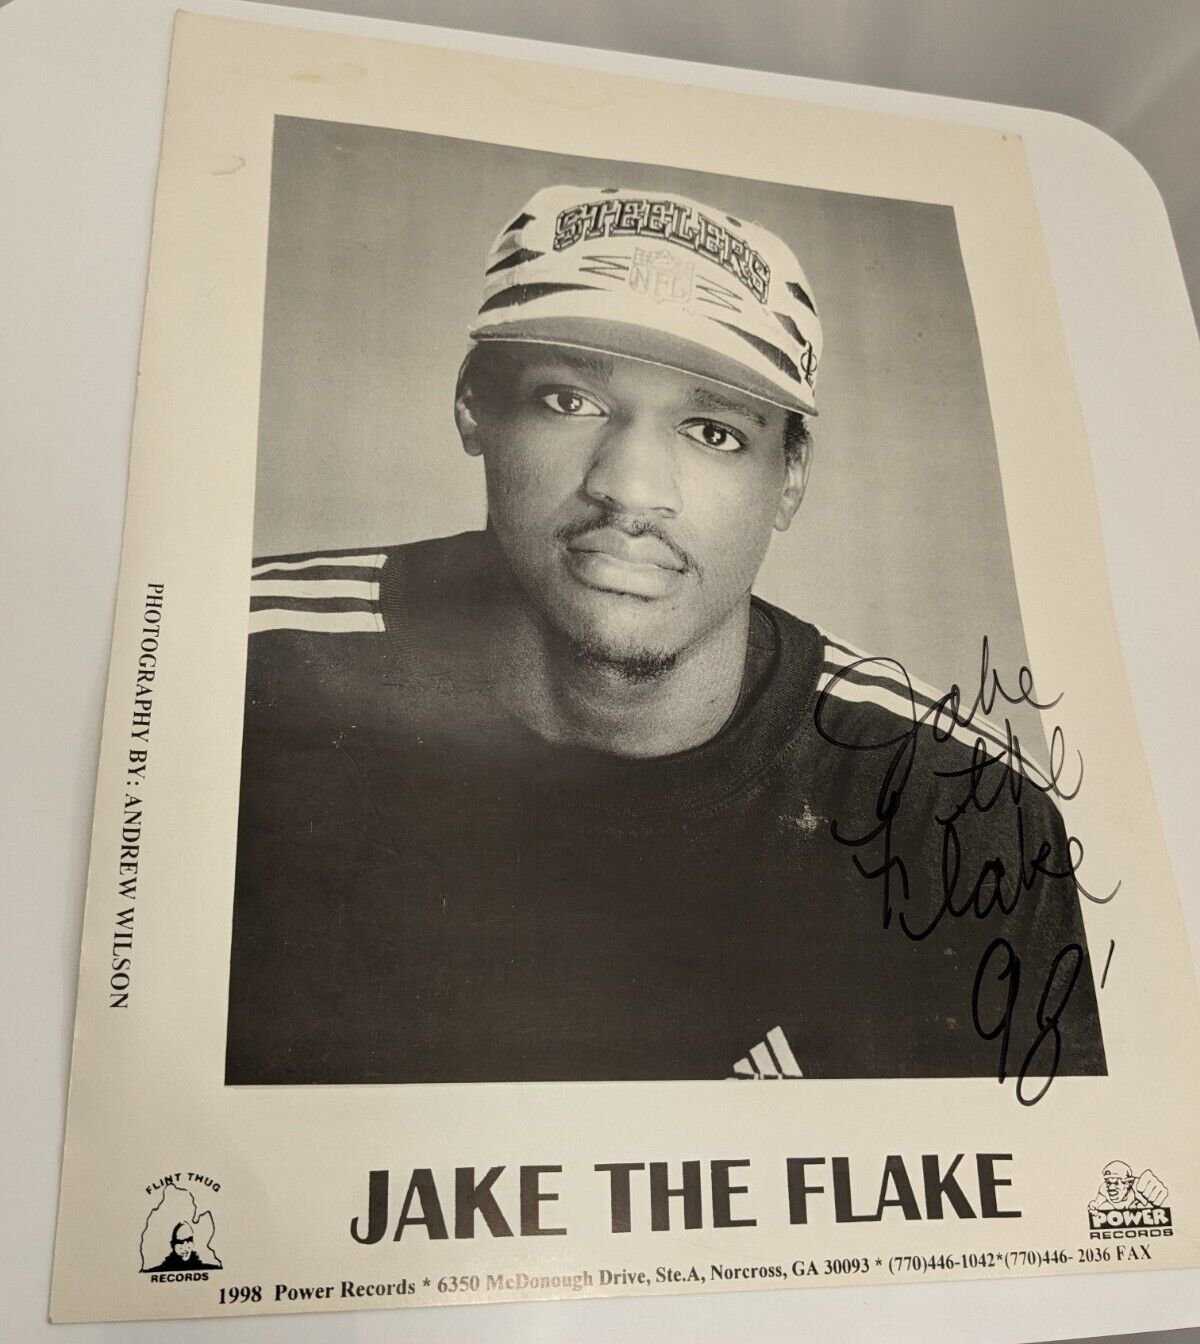 STEELERS
NFL
Jake
the
Flake
98'
PHOTOGRAPHY BY: ANDREW WILSON
FLINT THUG
RECORDS
JAKE THE FLAKE
POWER
RECORDS
1998 Power Records * 6350 McDonough Drive, Ste.A, Norcross, GA 30093 * (770)446-1042*(770)446- 2036 FAX